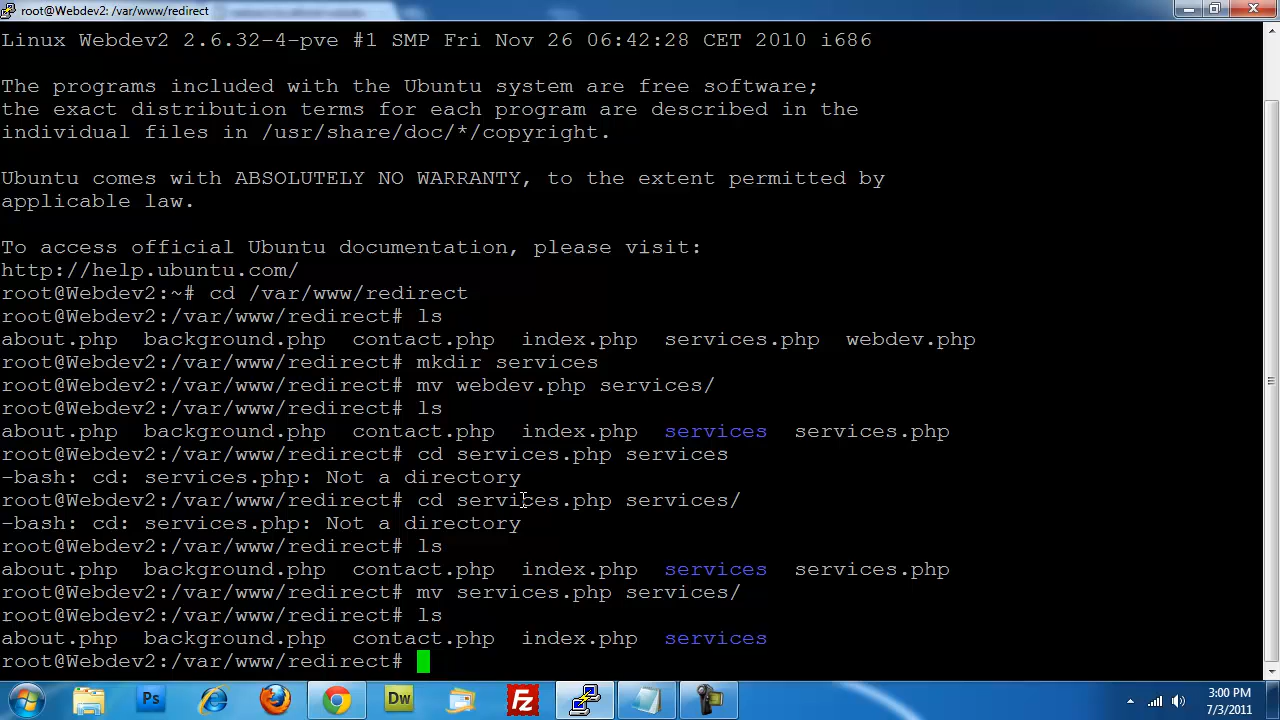 root@Webdev2: /var/www/redirect
Linux Webdev2 2.6.32-4-pve #1 SMP Fri Nov 26 06:42:28 CET 2010 i686
The programs included with the Ubuntu system are free software;
the exact distribution terms for each program are described in the
individual files in /usr/share/doc/*/copyright.
Ubuntu comes with ABSOLUTELY NO WARRANTY, to the extent permitted by
applicable law.
To access official Ubuntu documentation, please visit:
http://help.ubuntu.com/
root@Webdev2:~# cd /var/www/redirect
root@Webdev2:/var/www/redirect# ls
about.php  background.php  contact.php  index.php  services.php  webdev.php
root@Webdev2:/var/www/redirect# mkdir services
root@Webdev2:/var/www/redirect# mv webdev.php services/
root@Webdev2:/var/www/redirect# ls
about.php  background.php  contact.php  index.php  services  services.php
root@Webdev2:/var/www/redirect# cd services.php services
-bash: cd: services.php: Not a directory
root@Webdev2:/var/www/redirect# cd services.php services/
-bash: cd: services.php: Not a directory
root@Webdev2:/var/www/redirect# ls
about.php  background.php  contact.php  index.php  services  services.php
root@Webdev2:/var/www/redirect# mv services.php services/
root@Webdev2:/var/www/redirect# ls
about.php  background.php  contact.php  index.php  services
root@Webdev2:/var/www/redirect#
Ps
Dw
Fz
3:00 PM
7/3/2011